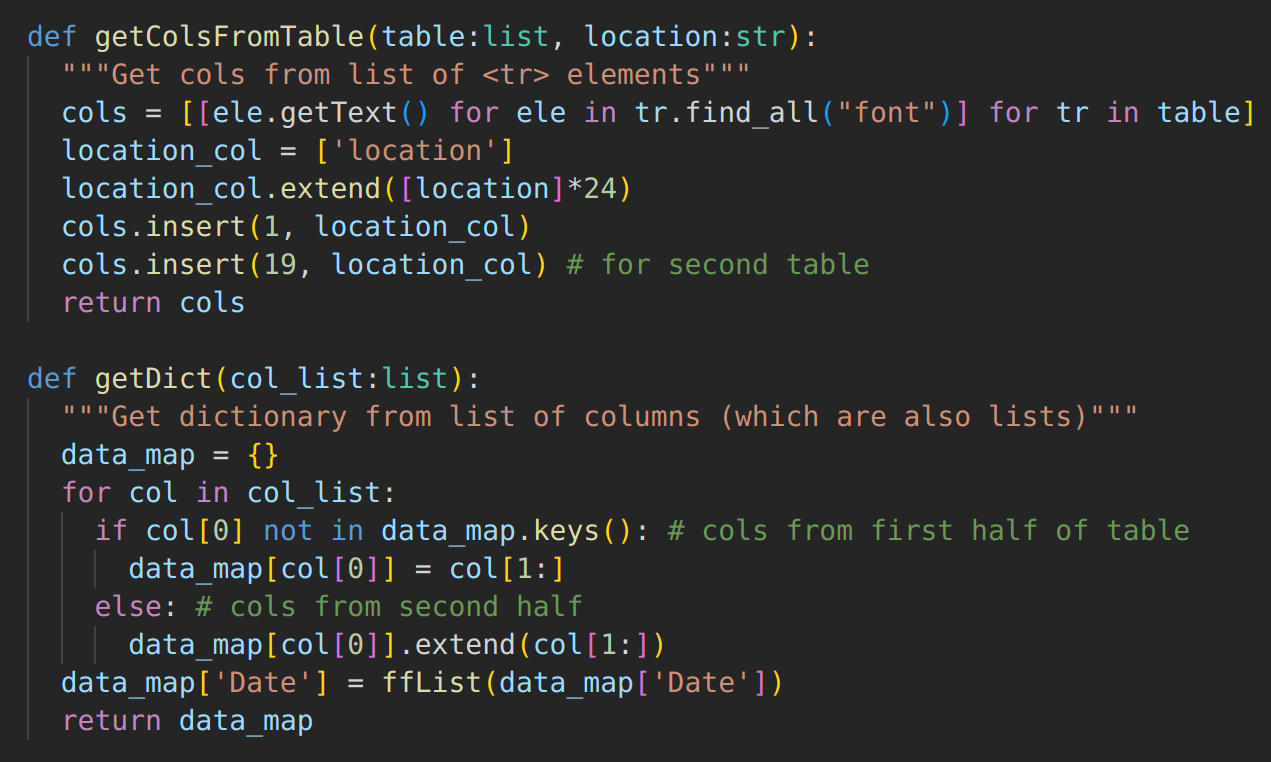 def getColsFromTable(table:list, location:str):
  """Get cols from list of <tr> elements"""
  cols = [[ele.getText() for ele in tr.find_all("font")] for tr in table]
  location_col = ['location']
  location_col.extend([location]*24)
  cols.insert(1, location_col)
  cols.insert(19, location_col) # for second table
  return cols

def getDict(col_list:list):
  """Get dictionary from list of columns (which are also lists)"""
  data_map = {}
  for col in col_list:
    if col[0] not in data_map.keys(): # cols from first half of table
      data_map[col[0]] = col[1:]
    else: # cols from second half
      data_map[col[0]].extend(col[1:])
  data_map['Date'] = ffList(data_map['Date'])
  return data_map